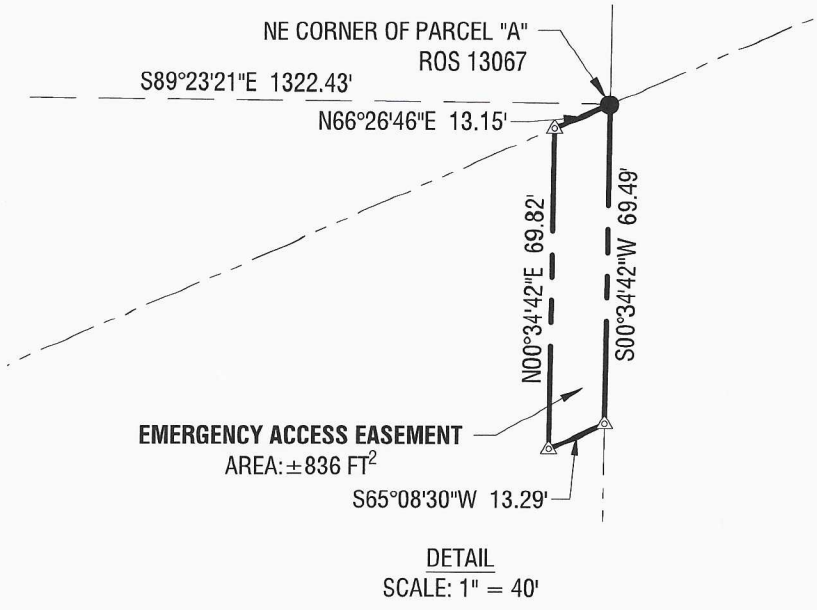 NE CORNER OF PARCEL "A"
ROS 13067
S89°23'21"E 1322.43'
N66°26'46"E 13.15'
N00°34'42"E 69.82'
S00°34'42"W 69.49'
EMERGENCY ACCESS EASEMENT
AREA: ±836 FT²
S65°08'30"W 13.29'
DETAIL
SCALE: 1" = 40'